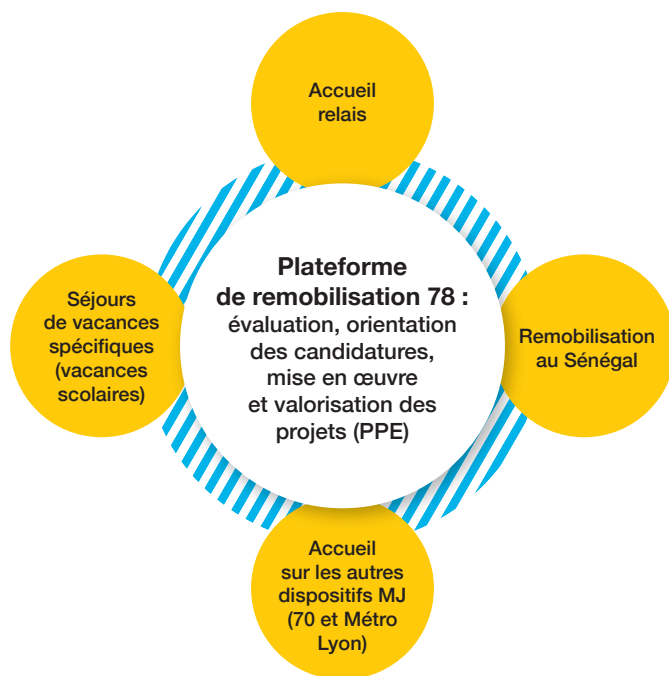 Accueil
relais
Plateforme
de remobilisation 78 :
évaluation, orientation
des candidatures,
mise en œuvre
et valorisation des
projets (PPE)
Séjours
de vacances
spécifiques
(vacances
scolaires)
Remobilisation
au Sénégal
Accueil
sur les autres
dispositifs MJ
(70 et Métro
Lyon)